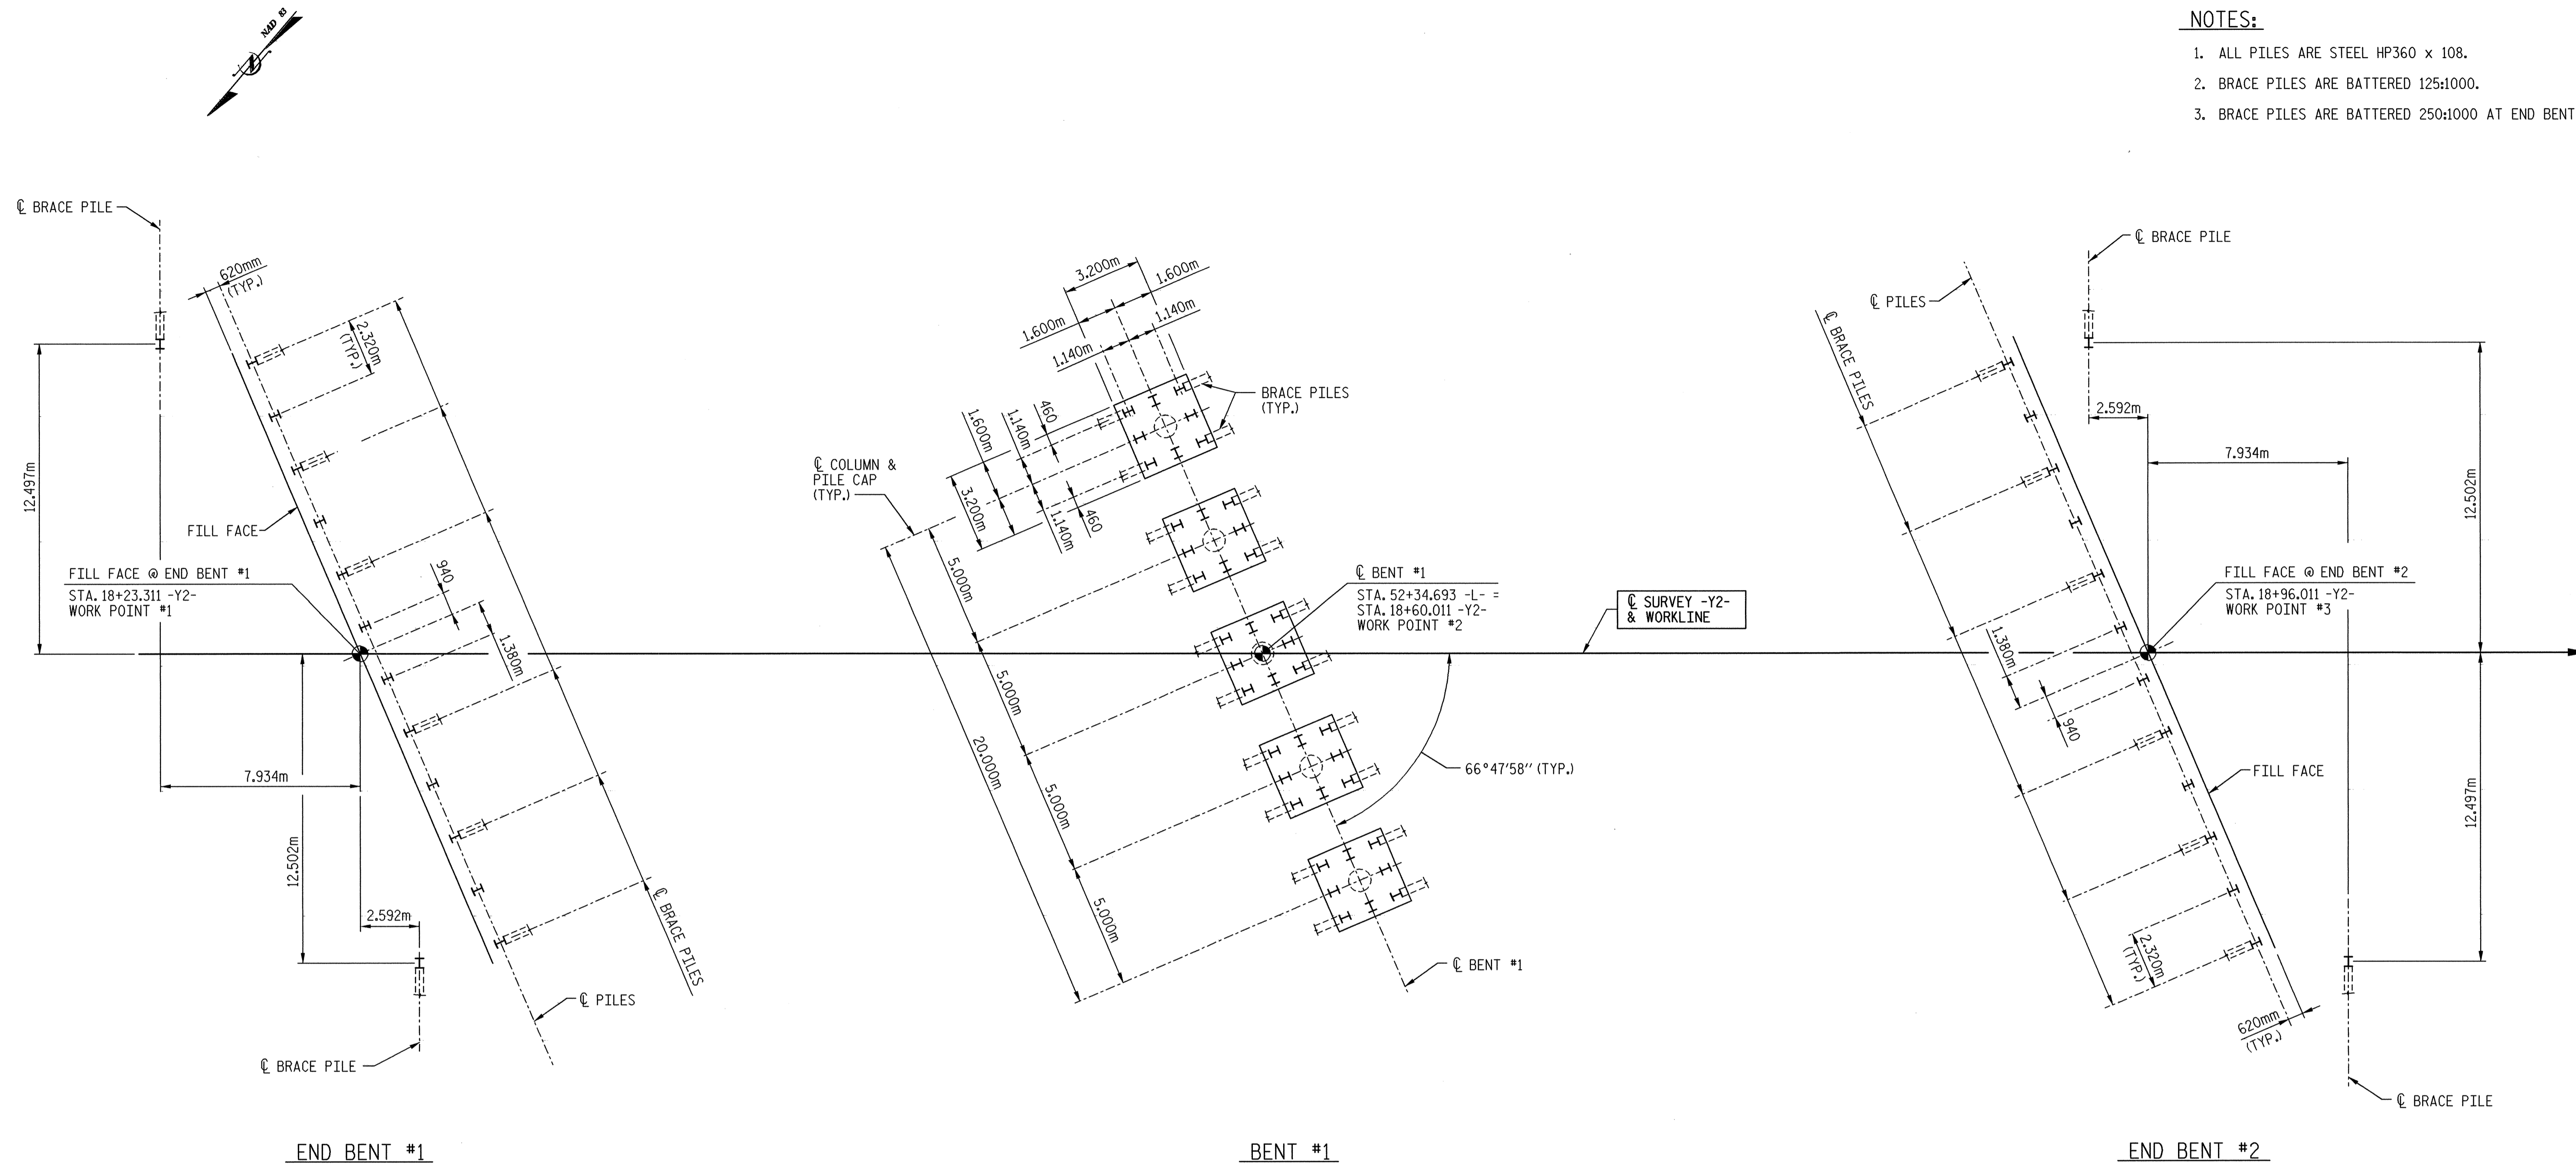 NAD 83
NOTES:
1. ALL PILES ARE STEEL HP360 x 108.
2. BRACE PILES ARE BATTERED 125:1000.
3. BRACE PILES ARE BATTERED 250:1000 AT END BENT
℄ BRACE PILE
620mm
(TYP.)
2.320m
(TYP.)
12.497m
FILL FACE
FILL FACE @ END BENT #1
STA. 18+23.311 -Y2-
WORK POINT #1
940
1.380m
7.934m
12.502m
2.592m
℄ BRACE PILES
℄ PILES
℄ BRACE PILE
END BENT #1
3.200m
1.600m
1.600m
1.140m
1.140m
BRACE PILES
(TYP.)
460
1.140m
1.600m
3.200m
1.140m
460
℄ COLUMN &
PILE CAP
(TYP.)
5.000m
5.000m
5.000m
5.000m
20.000m
℄ BENT #1
STA. 52+34.693 -L- =
STA. 18+60.011 -Y2-
WORK POINT #2
℄ SURVEY -Y2-
& WORKLINE
66°47'58" (TYP.)
℄ BENT #1
BENT #1
℄ BRACE PILE
℄ PILES
℄ BRACE PILES
2.592m
7.934m
12.502m
FILL FACE @ END BENT #2
STA. 18+96.011 -Y2-
WORK POINT #3
1.380m
940
FILL FACE
12.497m
2.320m
(TYP.)
620mm
(TYP.)
℄ BRACE PILE
END BENT #2